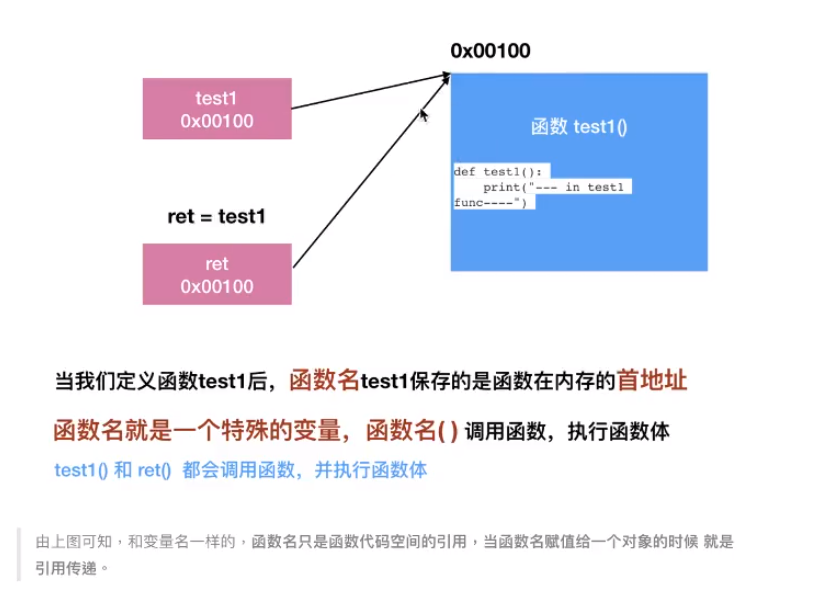 0x00100
test1
0x00100
函数 test1()
def test1():
print("--- in test1
func----")
ret = test1
ret
0x00100
当我们定义函数test1后，函数名test1保存的是函数在内存的首地址
函数名就是一个特殊的变量，函数名( ) 调用函数，执行函数体
test1() 和 ret() 都会调用函数，并执行函数体
由上图可知，和变量名一样的，函数名只是函数代码空间的引用，当函数名赋值给一个对象的时候 就是
引用传递。